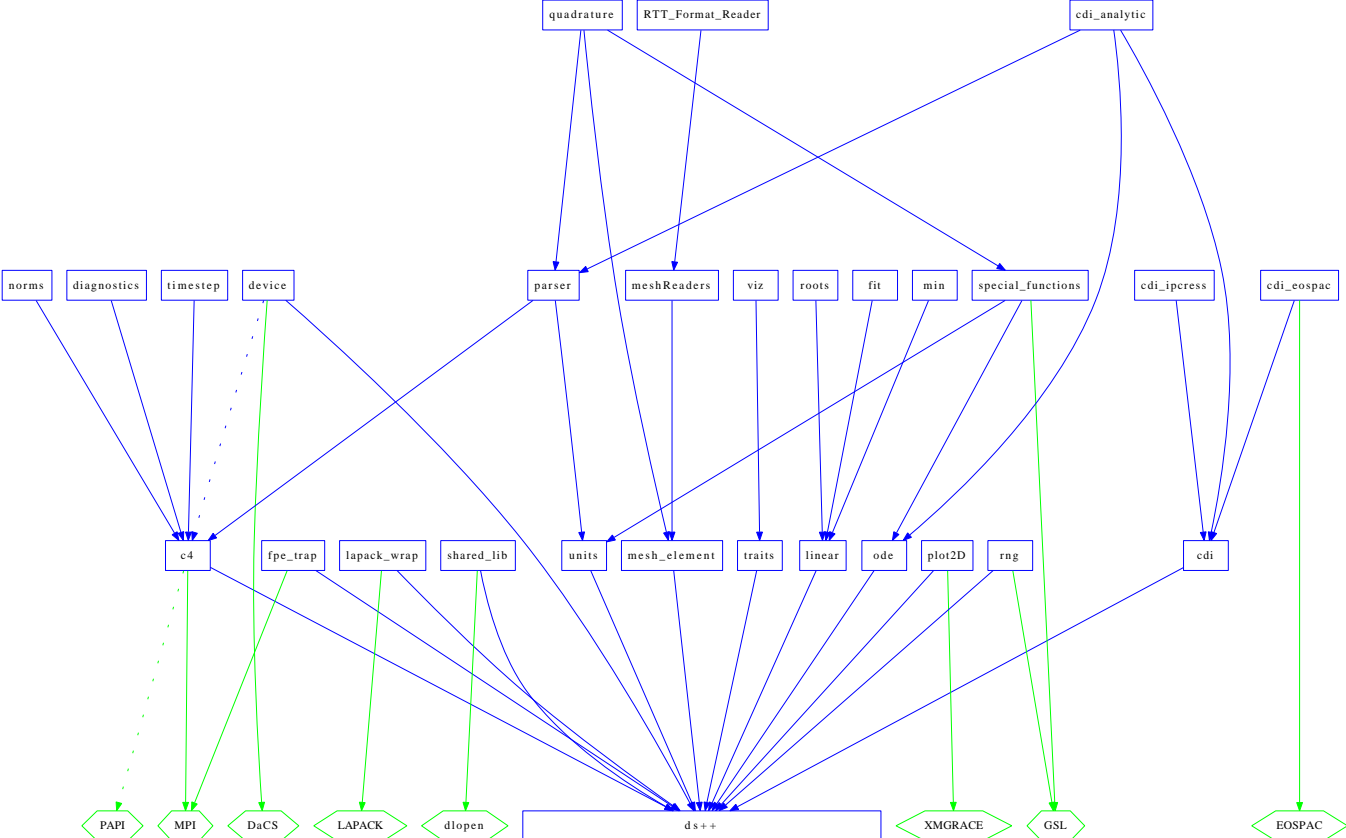 quadrature RTT_Format_Reader cdi_analytic
norms diagnostics timestep device parser meshReaders viz roots fit min special_functions cdi_ipcress cdi_eospac
c4 fpe_trap lapack_wrap shared_lib units mesh_element traits linear ode plot2D rng cdi
PAPI MPI DaCS LAPACK dlopen ds++ XMGRACE GSL EOSPAC